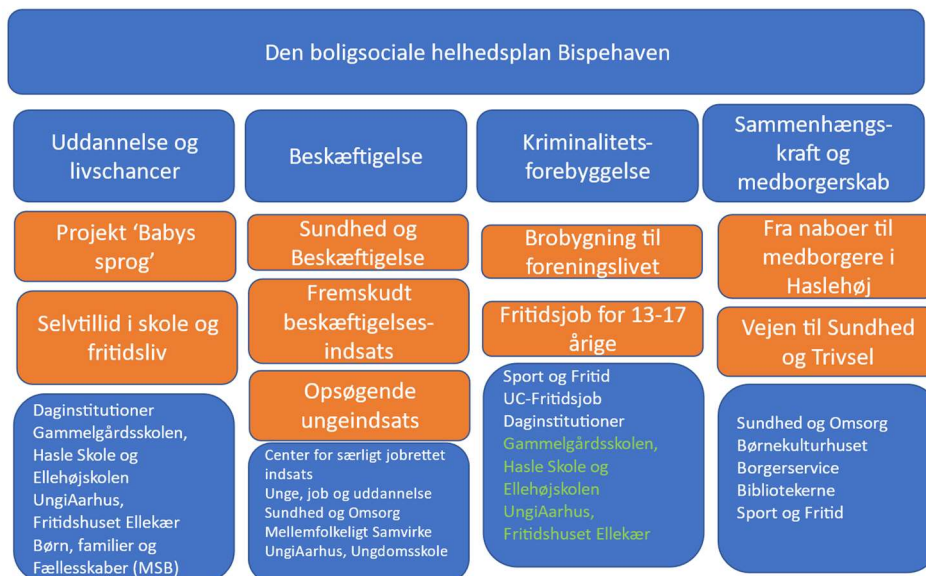 Den boligsociale helhedsplan Bispehaven
Uddannelse og
livschancer
Projekt ‘Babys
sprog’
Selvtillid i skole og
fritidsliv
Daginstitutioner
Gammelgårdsskolen,
Hasle Skole og
Ellehøjskolen
UngiAarhus,
Fritidshuset Ellekær
Børn, familier og
Fællesskaber (MSB)
Beskæftigelse
Sundhed og
Beskæftigelse
Fremskudt
beskæftigelses-
indsats
Opsøgende
ungeindsats
Center for særligt jobrettet
indsats
Unge, job og uddannelse
Sundhed og Omsorg
Mellemfolkeligt Samvirke
UngiAarhus, Ungdomsskole
Kriminalitets-
forebyggelse
Brobygning til
foreningslivet
Fritidsjob for 13-17
årige
Sport og Fritid
UC-Fritidsjob
Daginstitutioner
Gammelgårdsskolen,
Hasle Skole og
Ellehøjskolen
UngiAarhus,
Fritidshuset Ellekær
Sammenhængs-
kraft og
medborgerskab
Fra naboer til
medborgere i
Haslehøj
Vejen til Sundhed
og Trivsel
Sundhed og Omsorg
Børnekulturhuset
Borgerservice
Bibliotekerne
Sport og Fritid